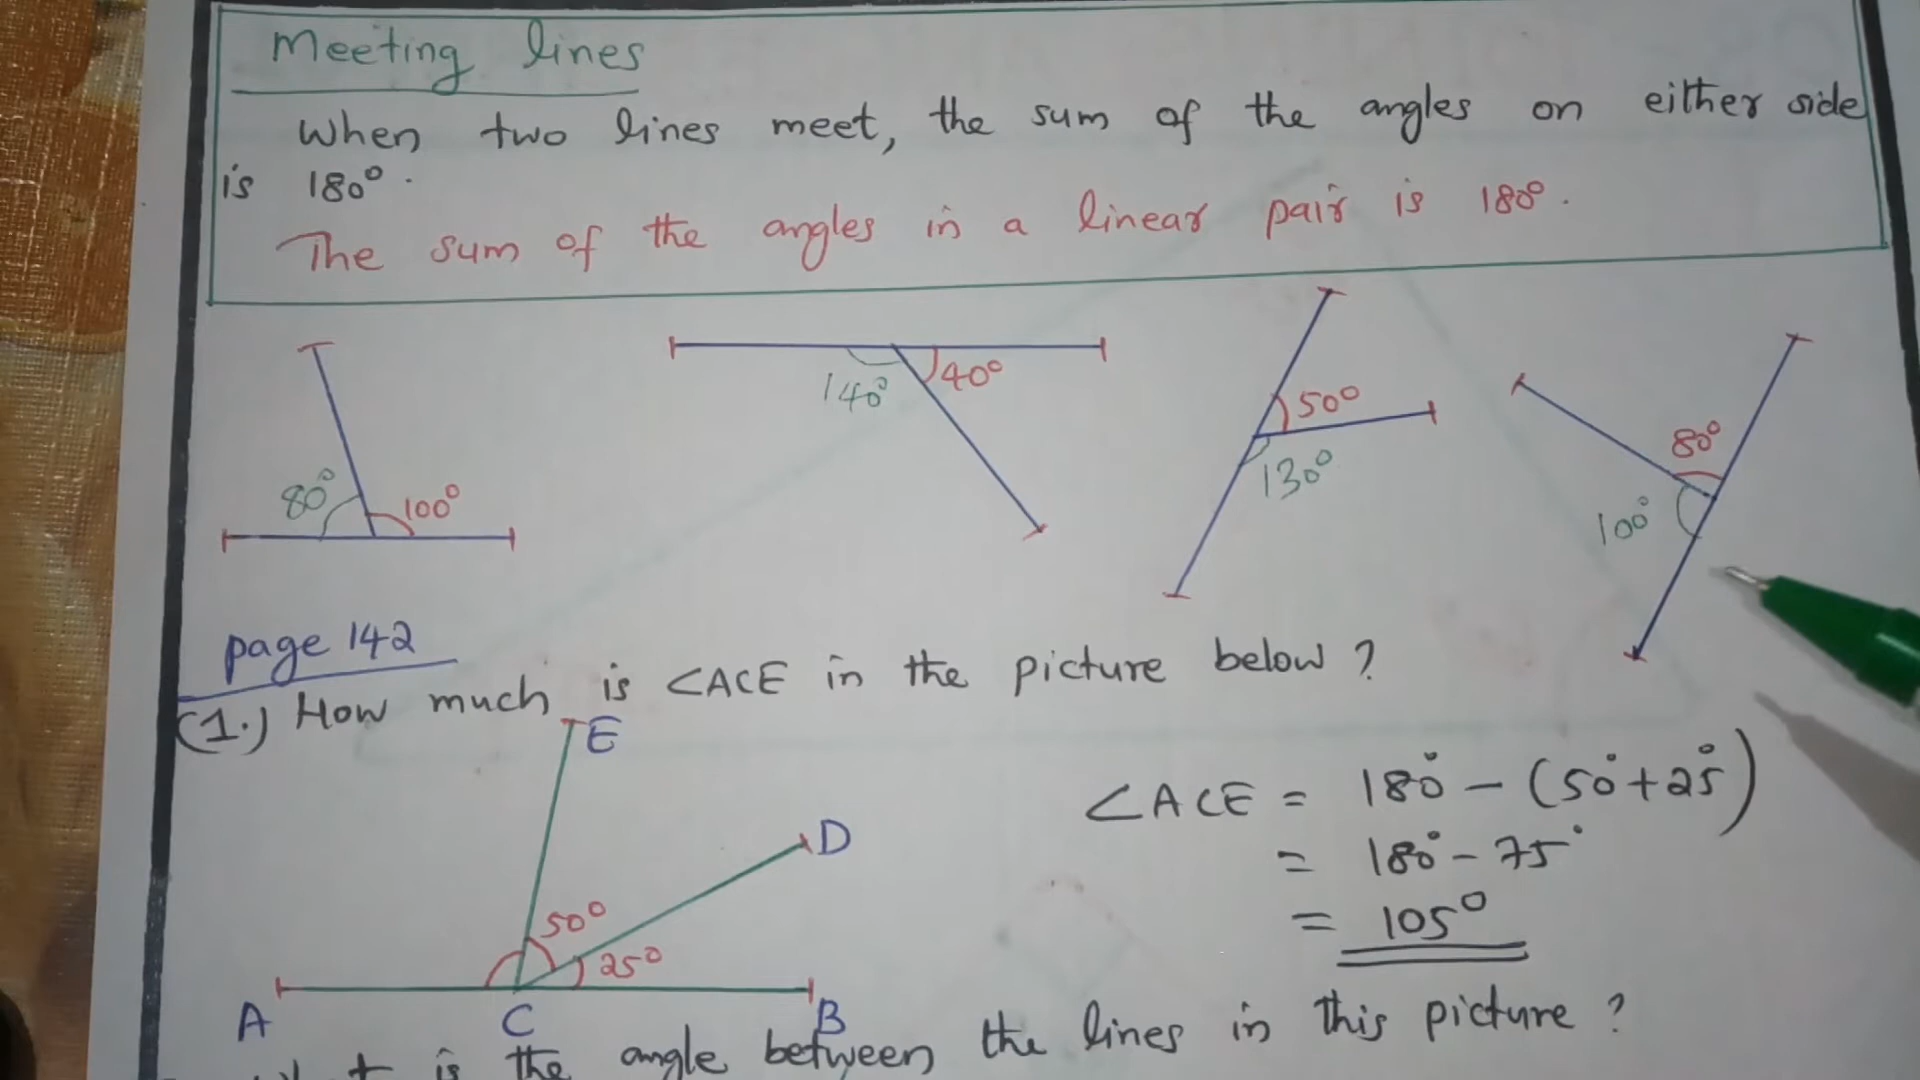 Meeting lines
When two lines meet, the sum of the angles on either side
is 180°.
The sum of the angles in a linear pair is 180°.
80° 100°
140° 40°
50°
130°
80°
100°
page 142
(1.) How much is ∠ACE in the picture below ?
E
D
50°
25°
A C B
∠ACE = 180° - (50° + 25°)
= 180° - 75°
= 105°
is the angle between the lines in this picture ?